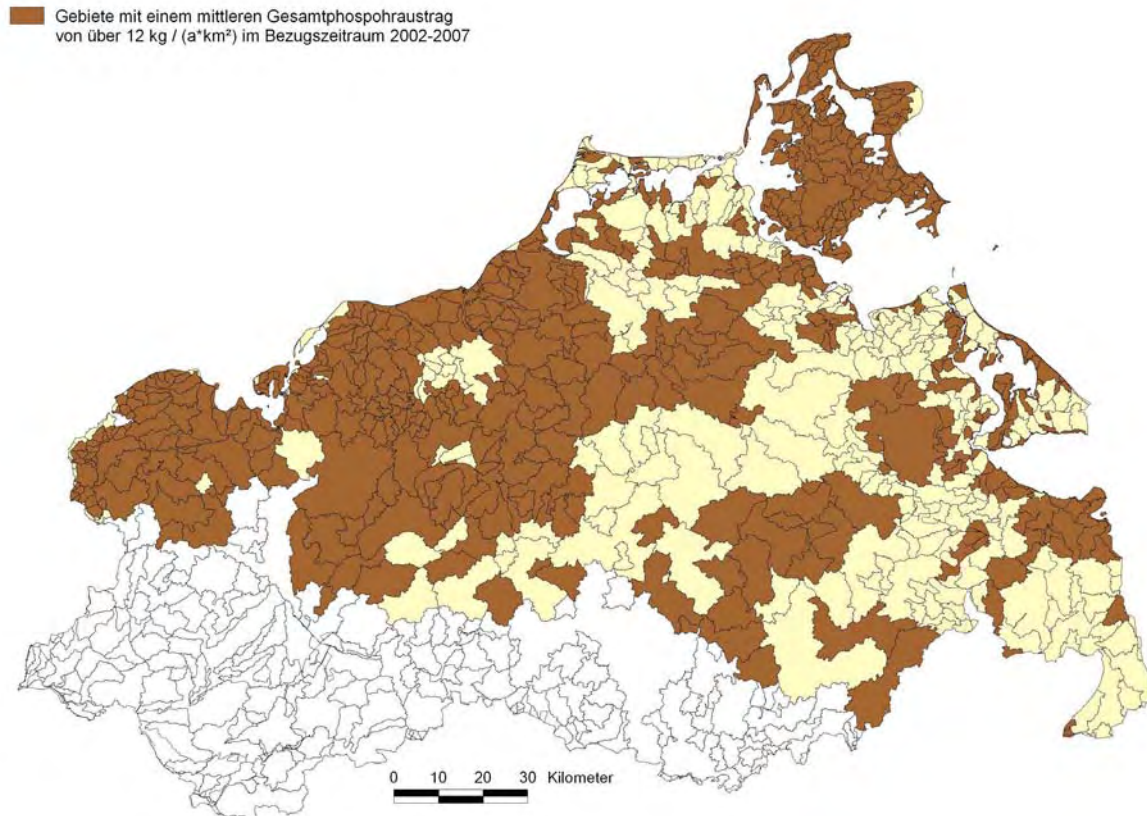 Gebiete mit einem mittleren Gesamtphospohraustrag
von über 12 kg / (a*km²) im Bezugszeitraum 2002-2007
0 10 20 30 Kilometer